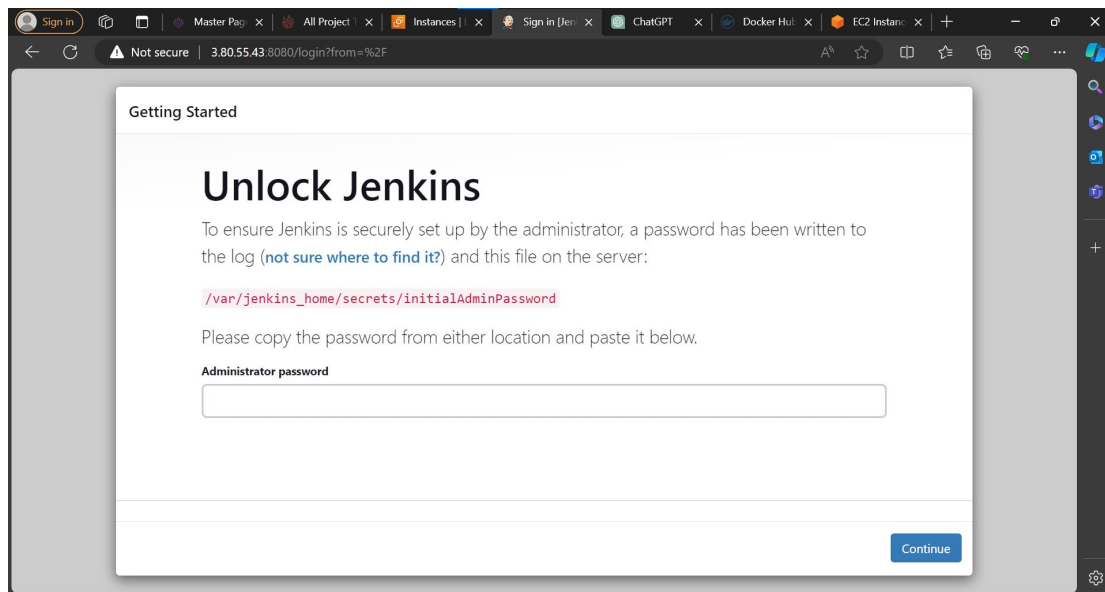 Sign in
Master Pag
All Project T
Instances | I
Sign in [Jen
ChatGPT
Docker Hub
EC2 Instanc
Not secure
3.80.55.43:8080/login?from=%2F
Getting Started
Unlock Jenkins
To ensure Jenkins is securely set up by the administrator, a password has been written to
the log (not sure where to find it?) and this file on the server:
/var/jenkins_home/secrets/initialAdminPassword
Please copy the password from either location and paste it below.
Administrator password
Continue